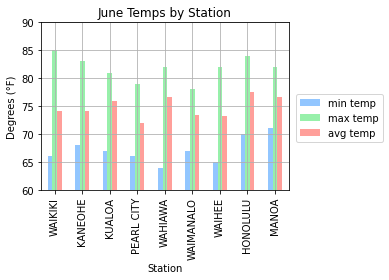 June Temps by Station
Degrees (°F)
90
85
80
75
70
65
60
min temp
max temp
avg temp
WAIKIKI
KANEOHE
KUALOA
PEARL CITY
WAHIAWA
WAIMANALO
WAIHEE
HONOLULU
MANOA
Station